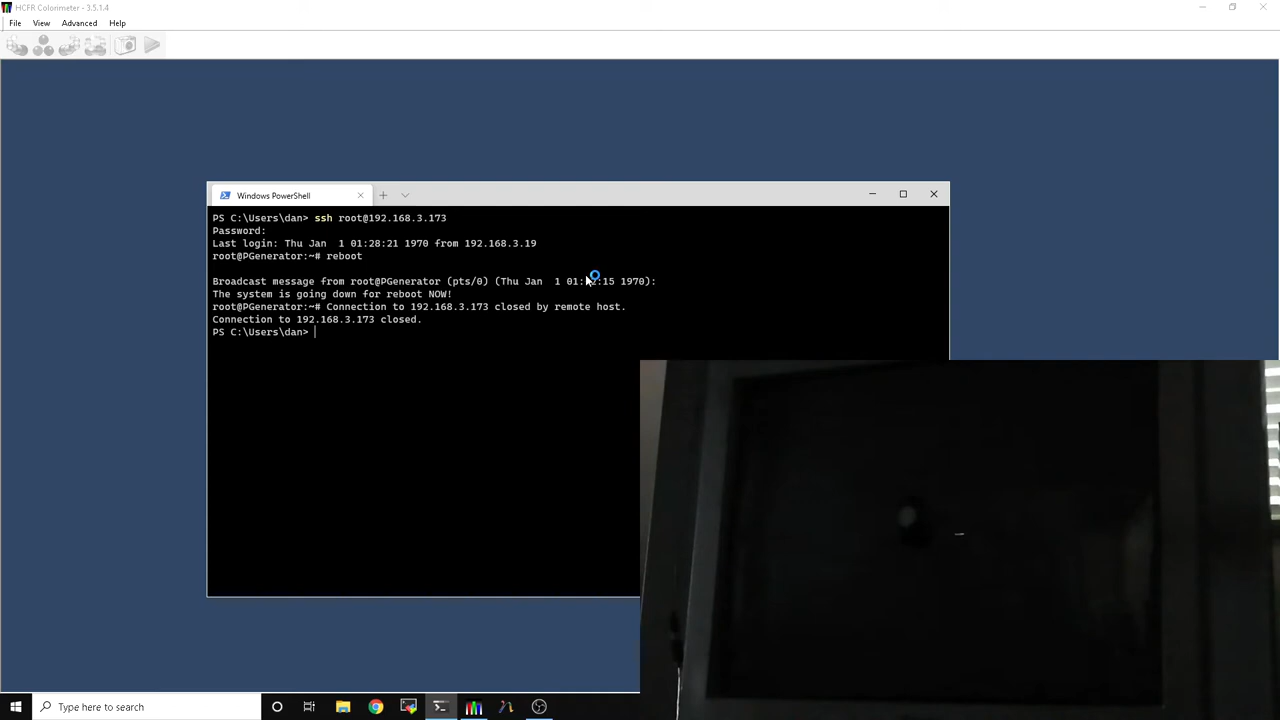 HCFR Colorimeter - 3.5.1.4
File View Advanced Help
Windows PowerShell
PS C:\Users\dan> ssh root@192.168.3.173
Password:
Last login: Thu Jan 1 01:28:21 1970 from 192.168.3.19
root@PGenerator:~# reboot
Broadcast message from root@PGenerator (pts/0) (Thu Jan 1 1970):
The system is going down for reboot NOW!
root@PGenerator:~# Connection to 192.168.3.173 closed by remote host.
Connection to 192.168.3.173 closed.
PS C:\Users\dan>
Type here to search